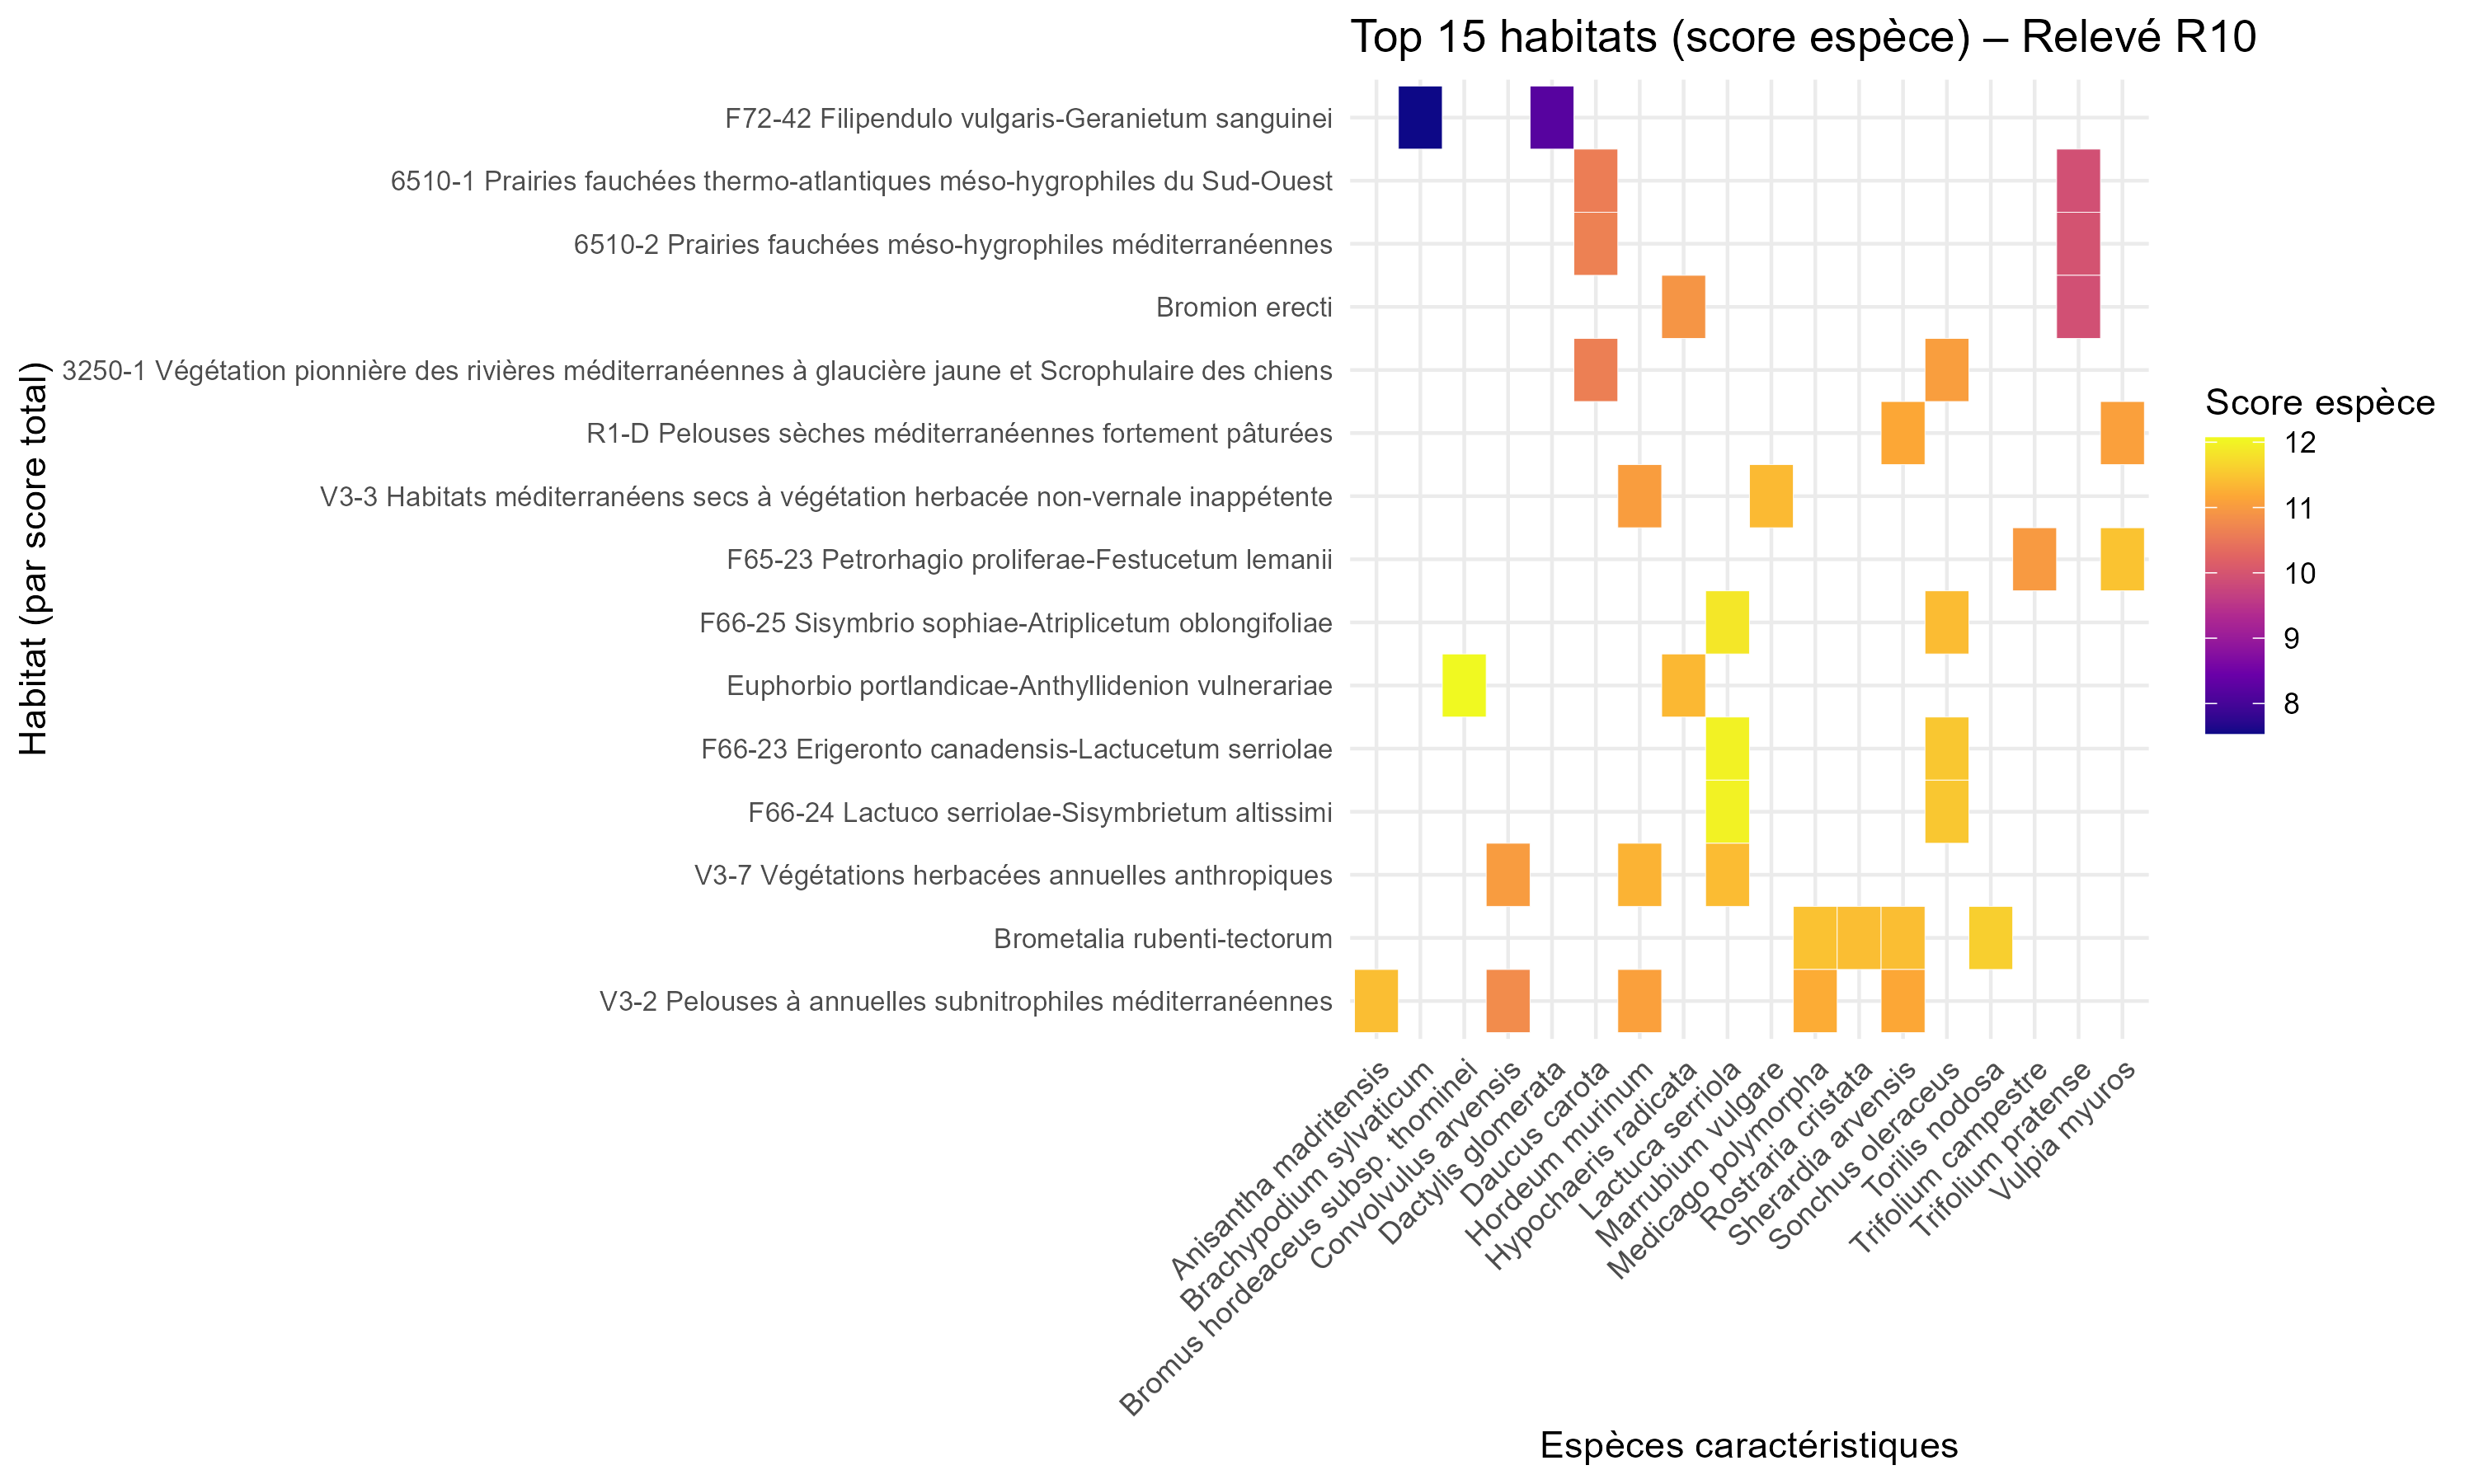 Top 15 habitats (score espèce) – Relevé R10
Habitat (par score total)
F72-42 Filipendulo vulgaris-Geranietum sanguinei
6510-1 Prairies fauchées thermo-atlantiques méso-hygrophiles du Sud-Ouest
6510-2 Prairies fauchées méso-hygrophiles méditerranéennes
Bromion erecti
3250-1 Végétation pionnière des rivières méditerranéennes à glaucière jaune et Scrophulaire des chiens
R1-D Pelouses sèches méditerranéennes fortement pâturées
V3-3 Habitats méditerranéens secs à végétation herbacée non-vernale inappétente
F65-23 Petrorhagio proliferae-Festucetum lemanii
F66-25 Sisymbrio sophiae-Atriplicetum oblongifoliae
Euphorbio portlandicae-Anthyllidenion vulnerariae
F66-23 Erigeronto canadensis-Lactucetum serriolae
F66-24 Lactuco serriolae-Sisymbrietum altissimi
V3-7 Végétations herbacées annuelles anthropiques
Brometalia rubenti-tectorum
V3-2 Pelouses à annuelles subnitrophiles méditerranéennes
Anisantha madritensis
Brachypodium sylvaticum
Bromus hordeaceus subsp. thominei
Convolvulus arvensis
Dactylis glomerata
Daucus carota
Hordeum murinum
Hypochaeris radicata
Lactuca serriola
Marrubium vulgare
Medicago polymorpha
Rostraria cristata
Sherardia arvensis
Sonchus oleraceus
Torilis nodosa
Trifolium campestre
Trifolium pratense
Vulpia myuros
Espèces caractéristiques
Score espèce
12
11
10
9
8